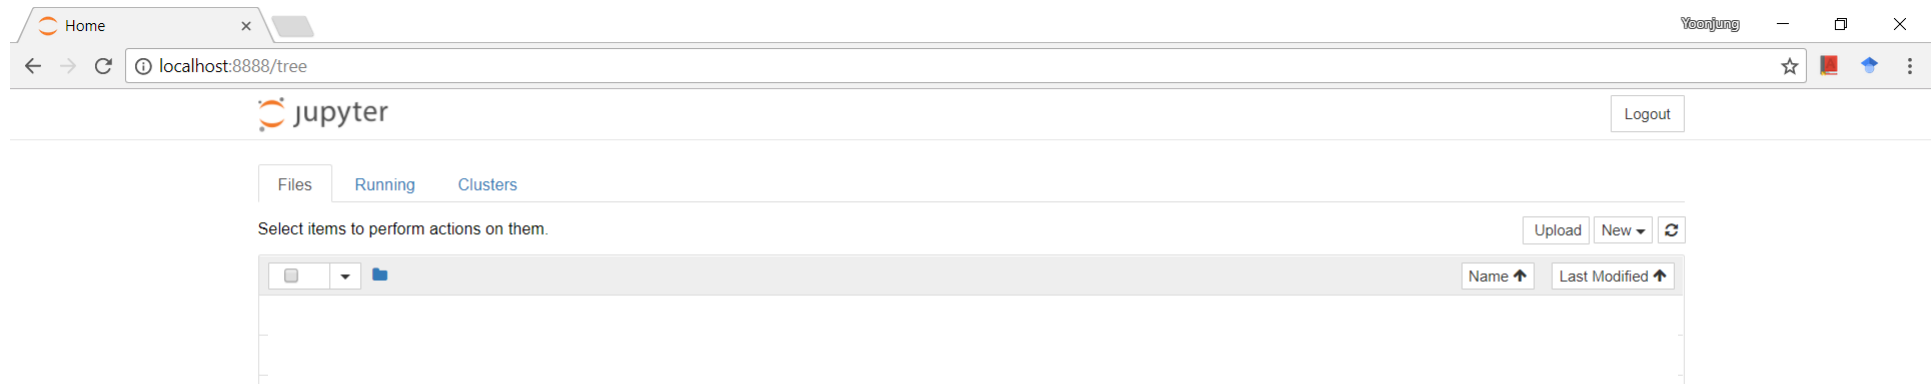 Home
Yoonjung
localhost:8888/tree
jupyter
Logout
Files Running Clusters
Select items to perform actions on them.
Upload New
Name Last Modified